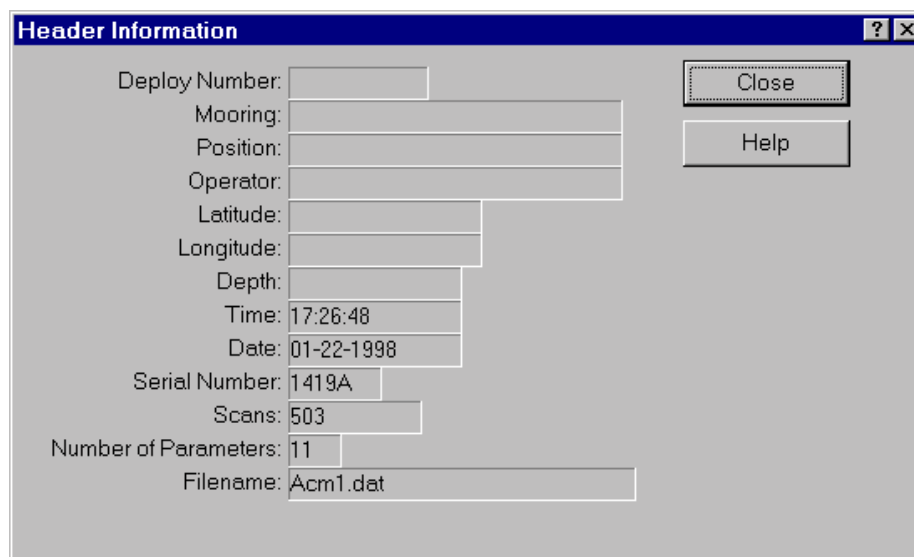 Header Information
Deploy Number:
Close
Mooring:
Position:
Help
Operator:
Latitude:
Longitude:
Depth:
Time: 17:26:48
Date: 01-22-1998
Serial Number: 1419A
Scans: 503
Number of Parameters: 11
Filename: Acm1.dat